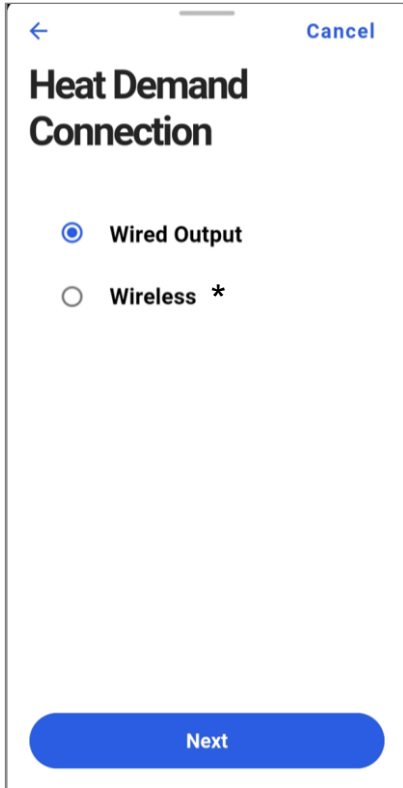 Cancel
Heat Demand
Connection
Wired Output
Wireless *
Next